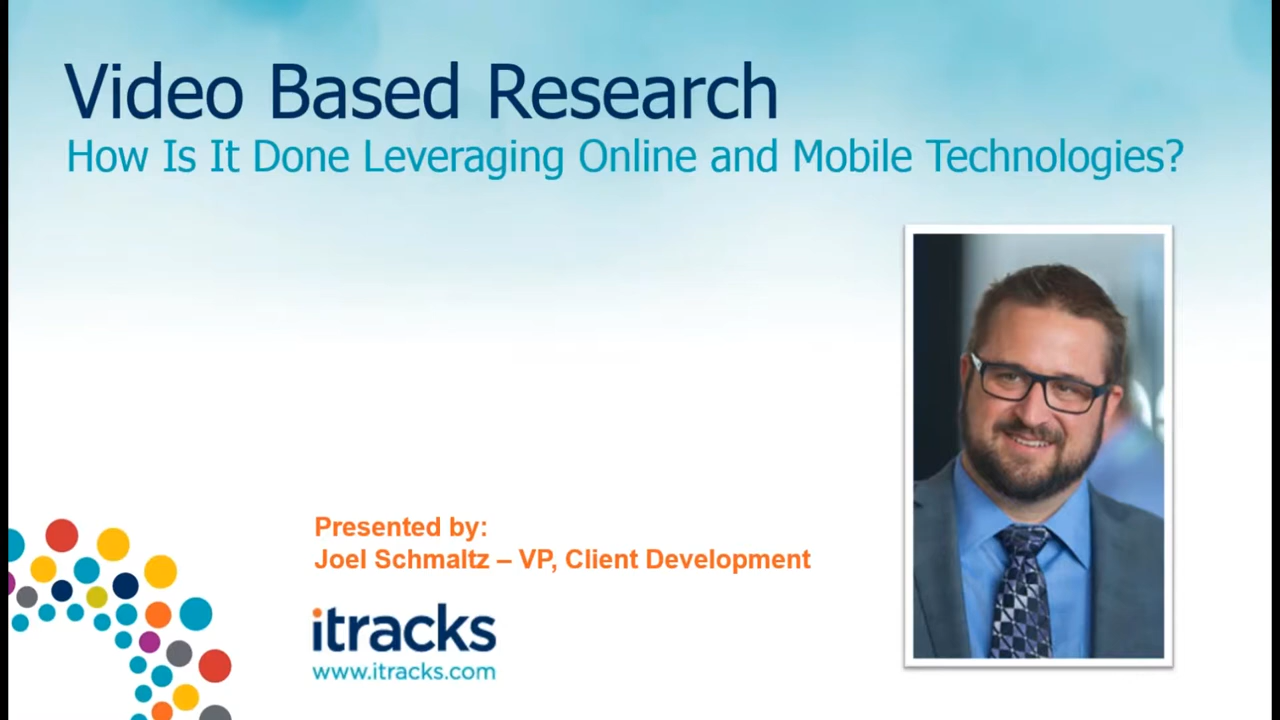 Video Based Research
How Is It Done Leveraging Online and Mobile Technologies?
Presented by:
Joel Schmaltz – VP, Client Development
itracks
www.itracks.com